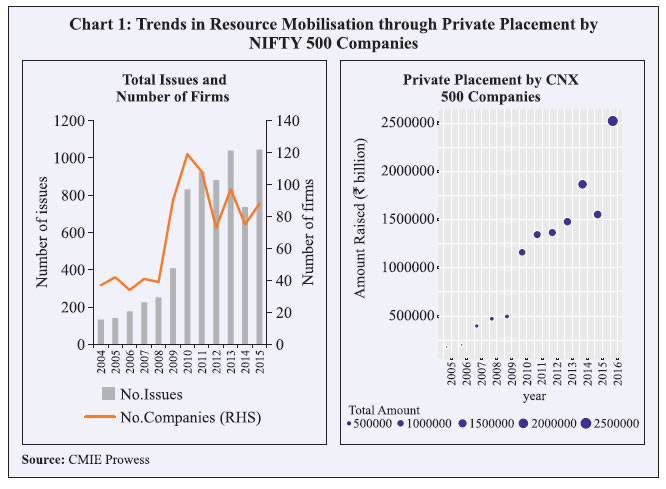 Chart 1: Trends in Resource Mobilisation through Private Placement by
NIFTY 500 Companies
Total Issues and
Number of Firms
1200
1000
800
600
400
200
0
Number of issues
140
120
100
80
60
40
20
0
Number of firms
2004
2005
2006
2007
2008
2009
2010
2011
2012
2013
2014
2015
No.Issues
No.Companies (RHS)
Private Placement by CNX
500 Companies
2500000
2000000
1500000
1000000
500000
Amount Raised (₹ billion)
2005
2006
2007
2008
2009
2010
2011
2012
2013
2014
2015
2016
year
Total Amount
500000 1000000 1500000 2000000 2500000
Source: CMIE Prowess